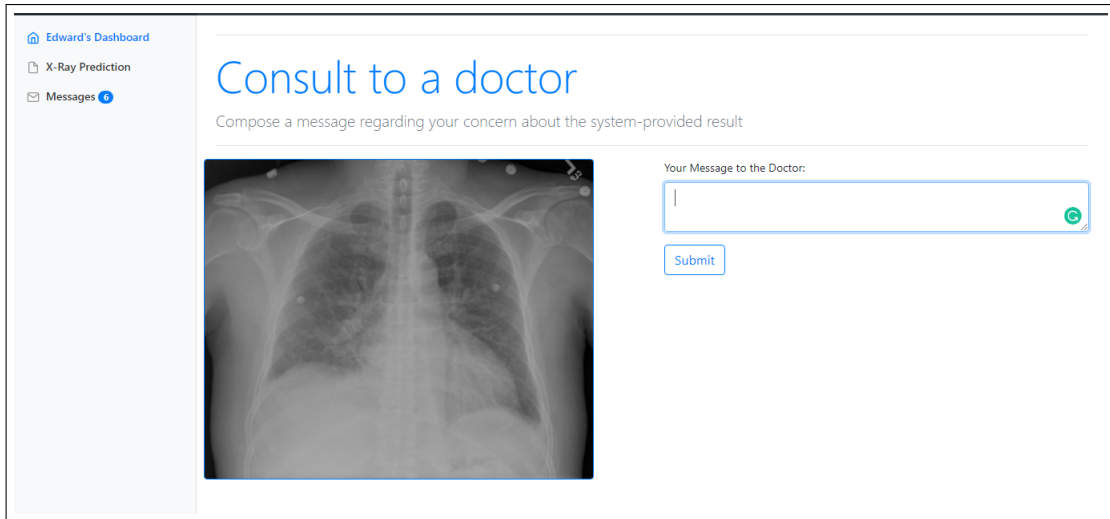 Edward's Dashboard
X-Ray Prediction
Messages 6
Consult to a doctor
Compose a message regarding your concern about the system-provided result
Your Message to the Doctor:
Submit